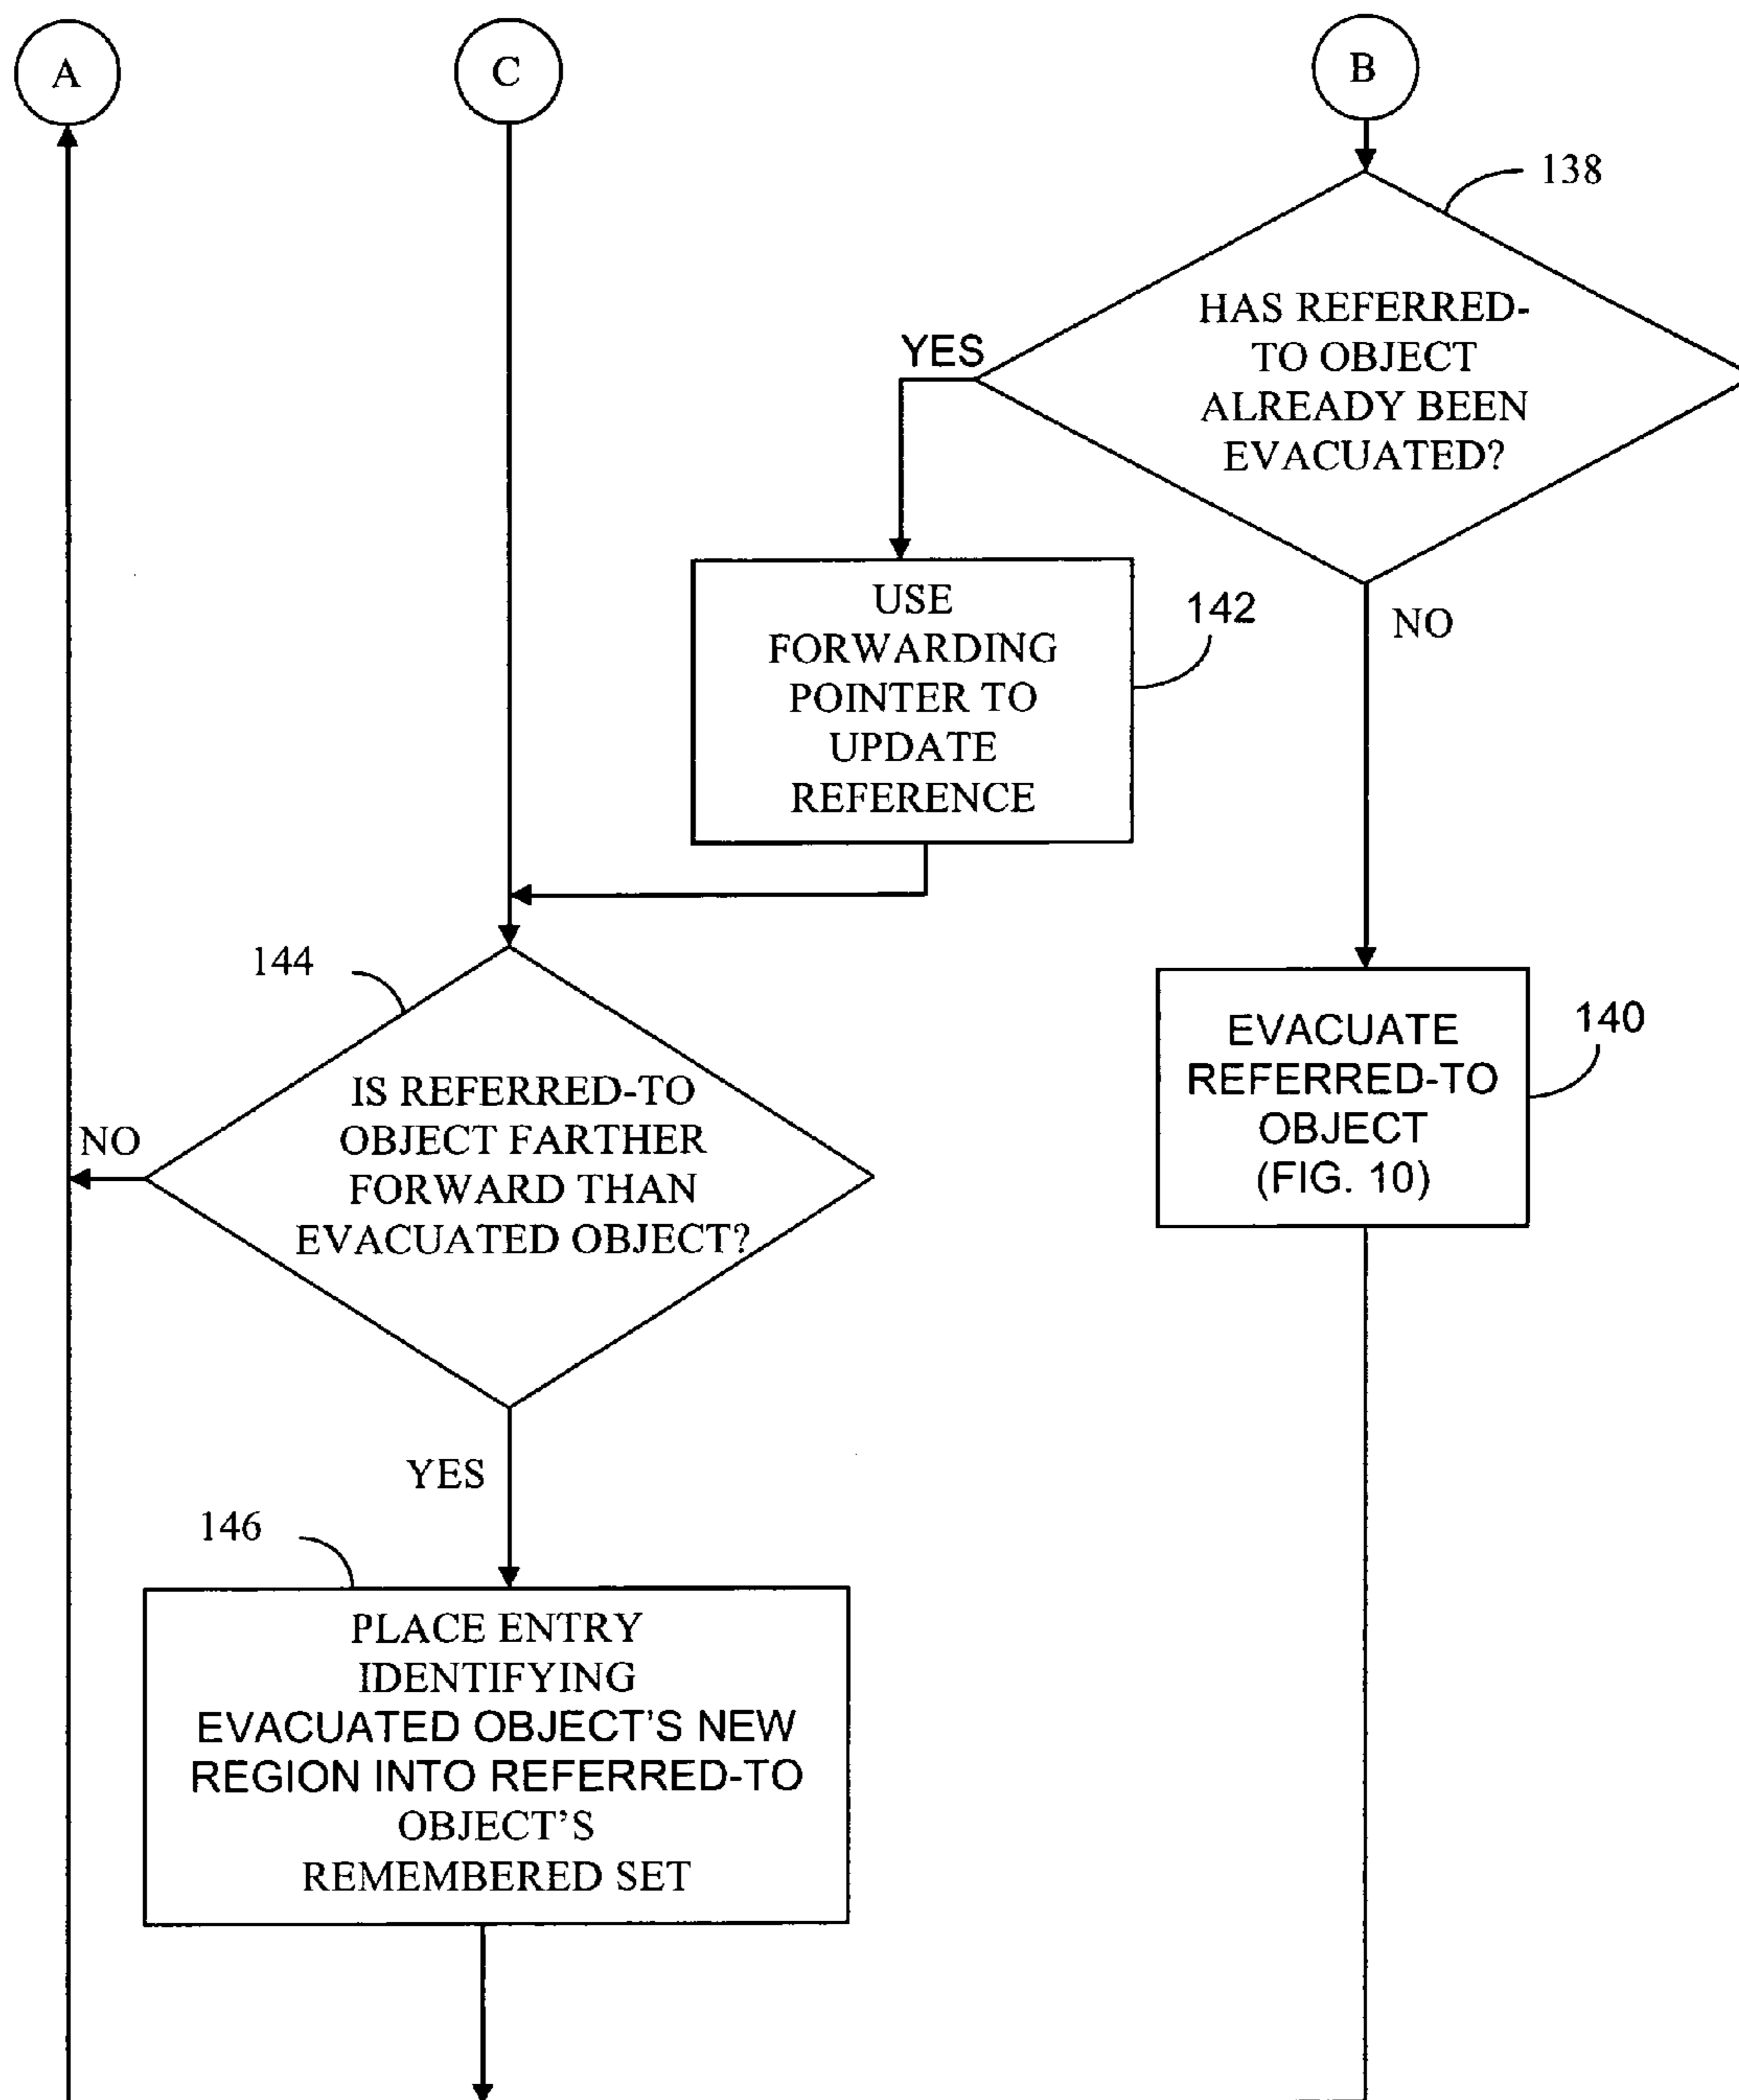 A
C
B
138
HAS REFERRED-
TO OBJECT
ALREADY BEEN
EVACUATED?
YES
NO
USE
FORWARDING
POINTER TO
UPDATE
REFERENCE
142
144
IS REFERRED-TO
OBJECT FARTHER
FORWARD THAN
EVACUATED OBJECT?
NO
YES
EVACUATE
REFERRED-TO
OBJECT
(FIG. 10)
140
146
PLACE ENTRY
IDENTIFYING
EVACUATED OBJECT'S NEW
REGION INTO REFERRED-TO
OBJECT'S
REMEMBERED SET